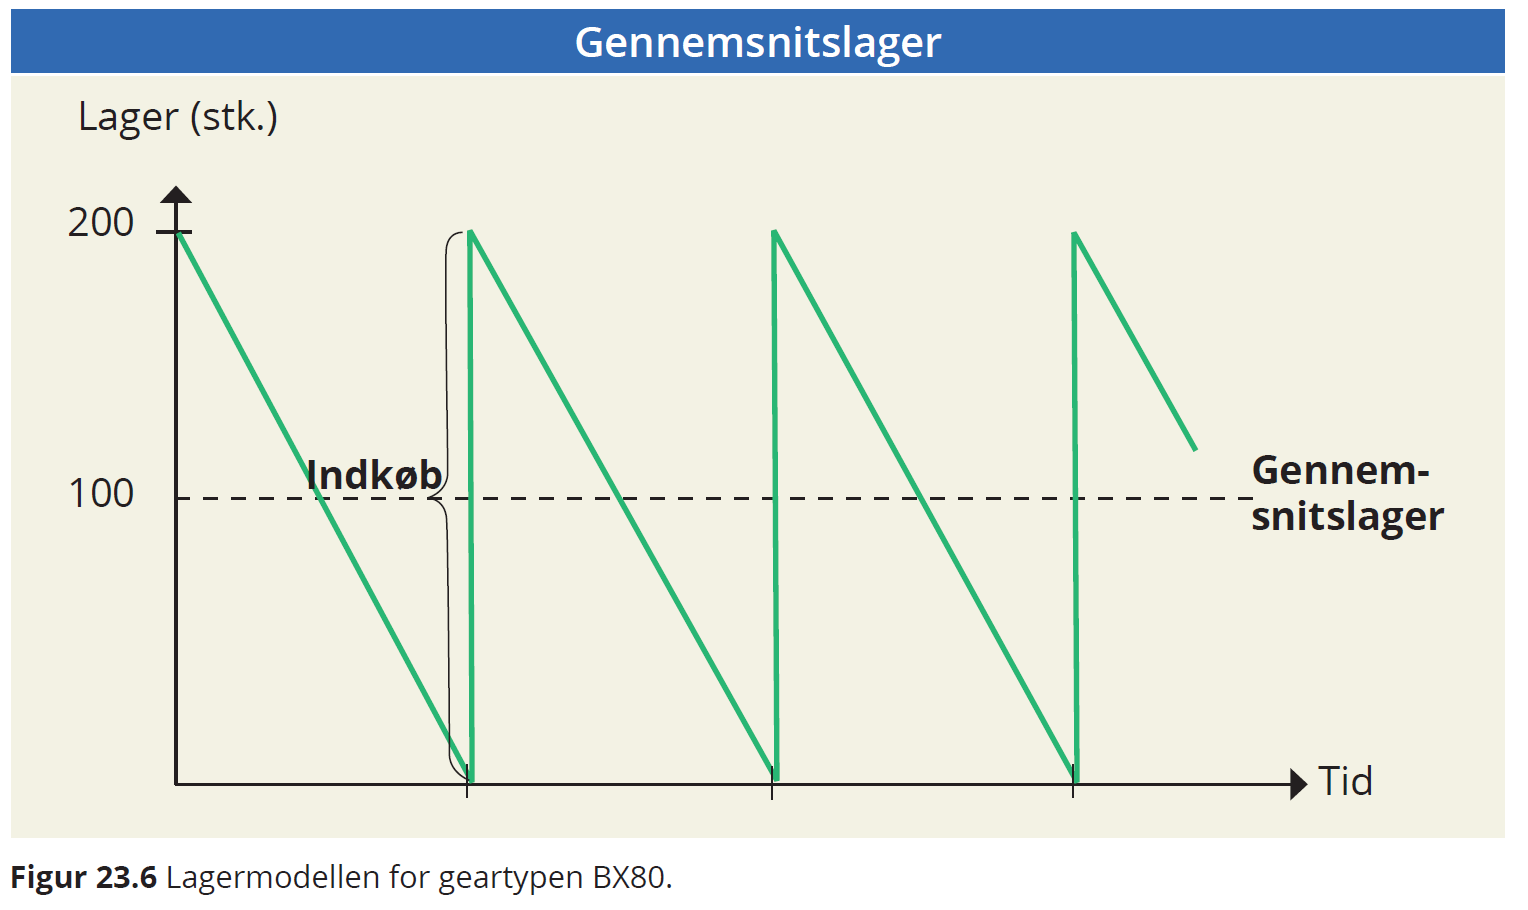 Gennemsnitslager
Lager (stk.)
200
Indkøb
100
Gennem-
snitslager
Tid
Figur 23.6 Lagermodellen for geartypen BX80.